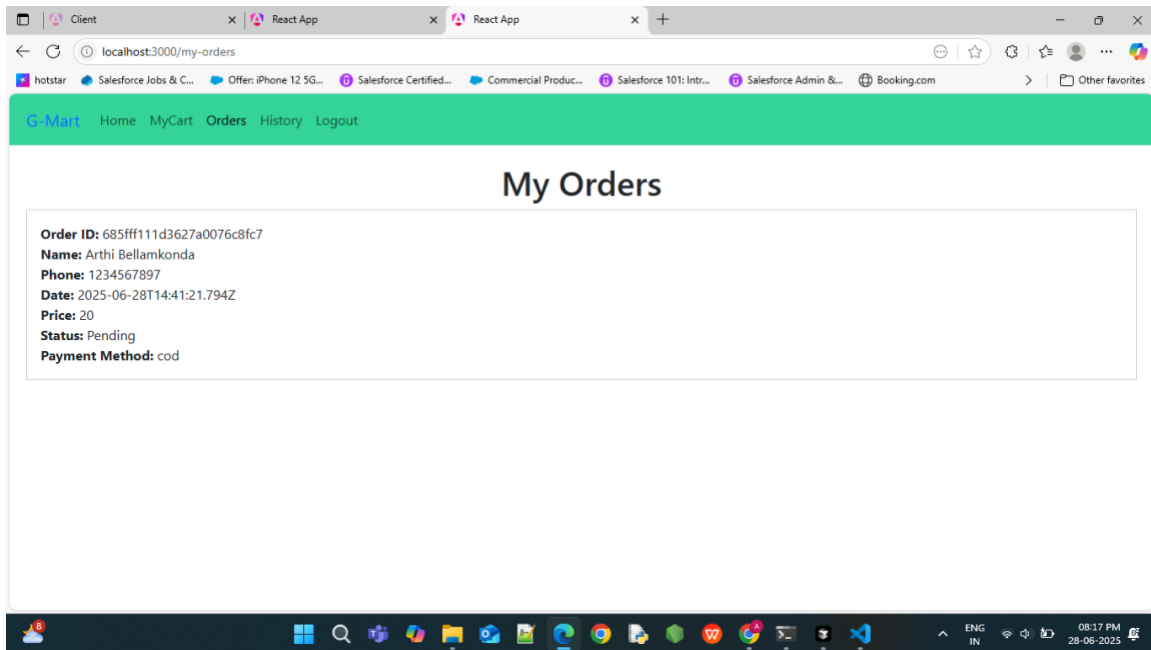 Client
React App
React App
localhost:3000/my-orders
hotstar
Salesforce Jobs & C...
Offer: iPhone 12 5G...
Salesforce Certified...
Commercial Produc...
Salesforce 101: Intr...
Salesforce Admin &...
Booking.com
Other favorites
G-Mart Home MyCart Orders History Logout
My Orders
Order ID: 685fff111d3627a0076c8fc7
Name: Arthi Bellamkonda
Phone: 1234567897
Date: 2025-06-28T14:41:21.794Z
Price: 20
Status: Pending
Payment Method: cod
8
ENG
IN
08:17 PM
28-06-2025